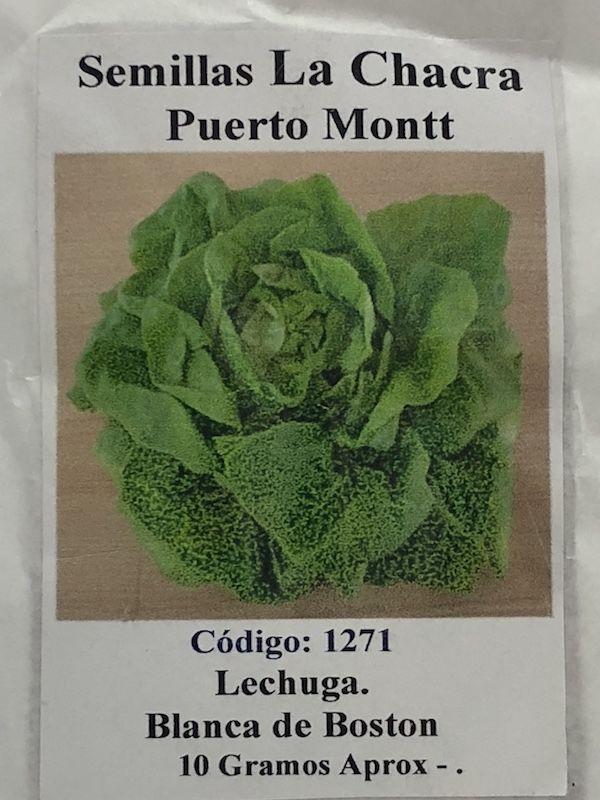 Semillas La Chacra
Puerto Montt
Código: 1271
Lechuga.
Blanca de Boston
10 Gramos Aprox - .